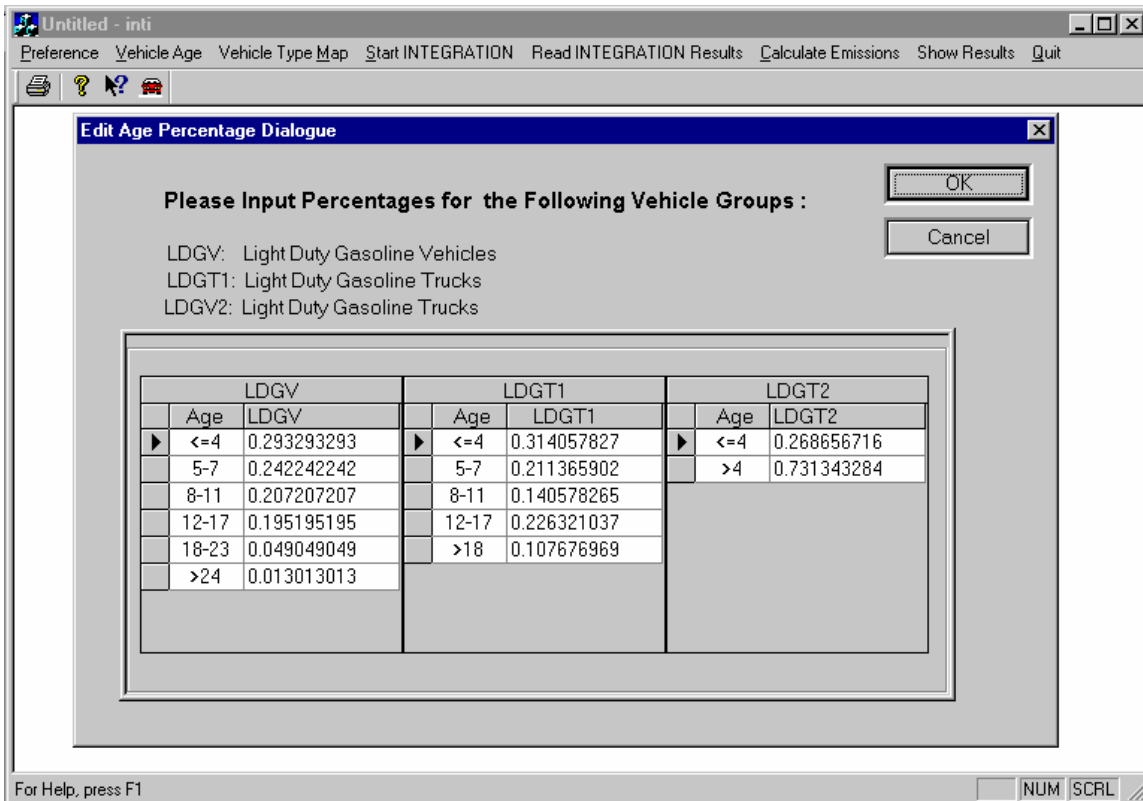 Untitled - inti
Preference Vehicle Age Vehicle Type Map Start INTEGRATION Read INTEGRATION Results Calculate Emissions Show Results Quit
Edit Age Percentage Dialogue
Please Input Percentages for the Following Vehicle Groups :
OK
Cancel
LDGV: Light Duty Gasoline Vehicles
LDGT1: Light Duty Gasoline Trucks
LDGV2: Light Duty Gasoline Trucks
LDGV LDGT1 LDGT2
Age LDGV Age LDGT1 Age LDGT2
<=4 0.293293293 <=4 0.314057827 <=4 0.268656716
5-7 0.242242242 5-7 0.211365902 >4 0.731343284
8-11 0.207207207 8-11 0.140578265
12-17 0.195195195 12-17 0.226321037
18-23 0.049049049 >18 0.107676969
>24 0.013013013
For Help, press F1 NUM SCRL